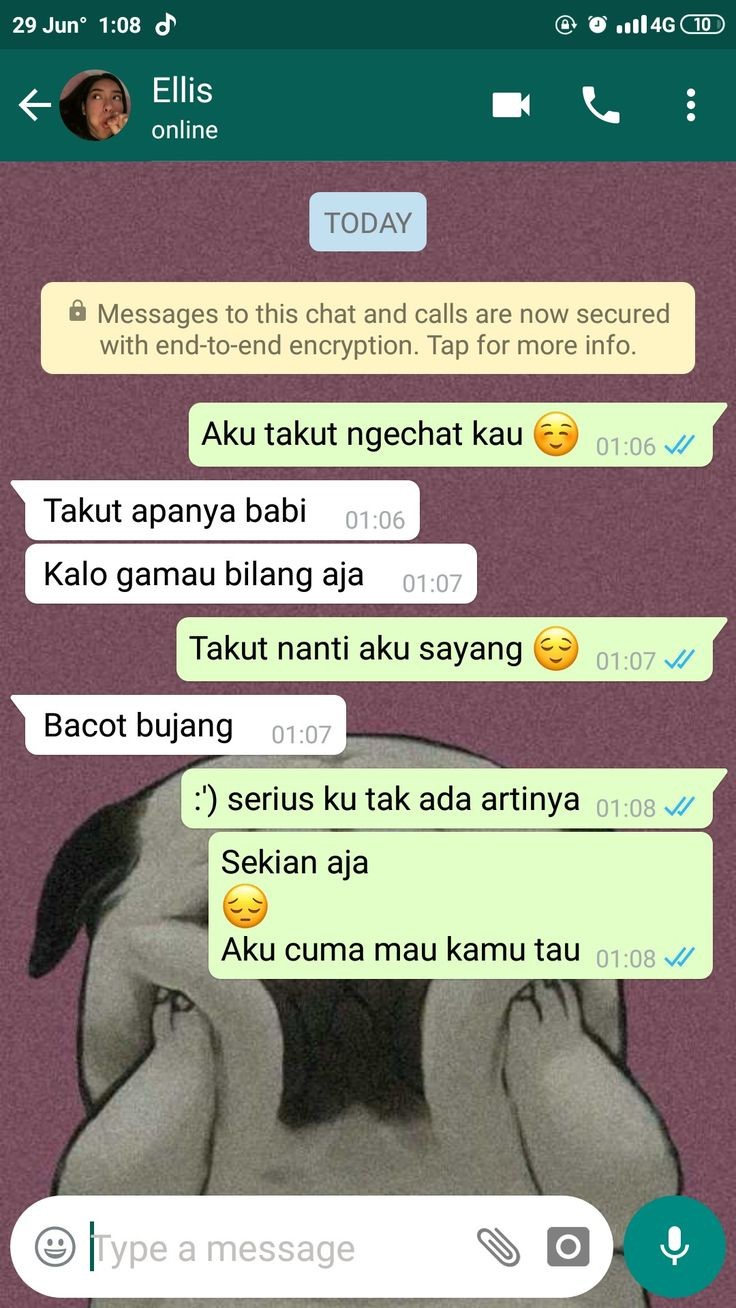 29 Jun° 1:08 4G 10
Ellis
online
TODAY
Messages to this chat and calls are now secured
with end-to-end encryption. Tap for more info.
Aku takut ngechat kau ☺️ 01:06
Takut apanya babi 01:06
Kalo gamau bilang aja 01:07
Takut nanti aku sayang 😌 01:07
Bacot bujang 01:07
:') serius ku tak ada artinya 01:08
Sekian aja
😔
Aku cuma mau kamu tau 01:08
Type a message